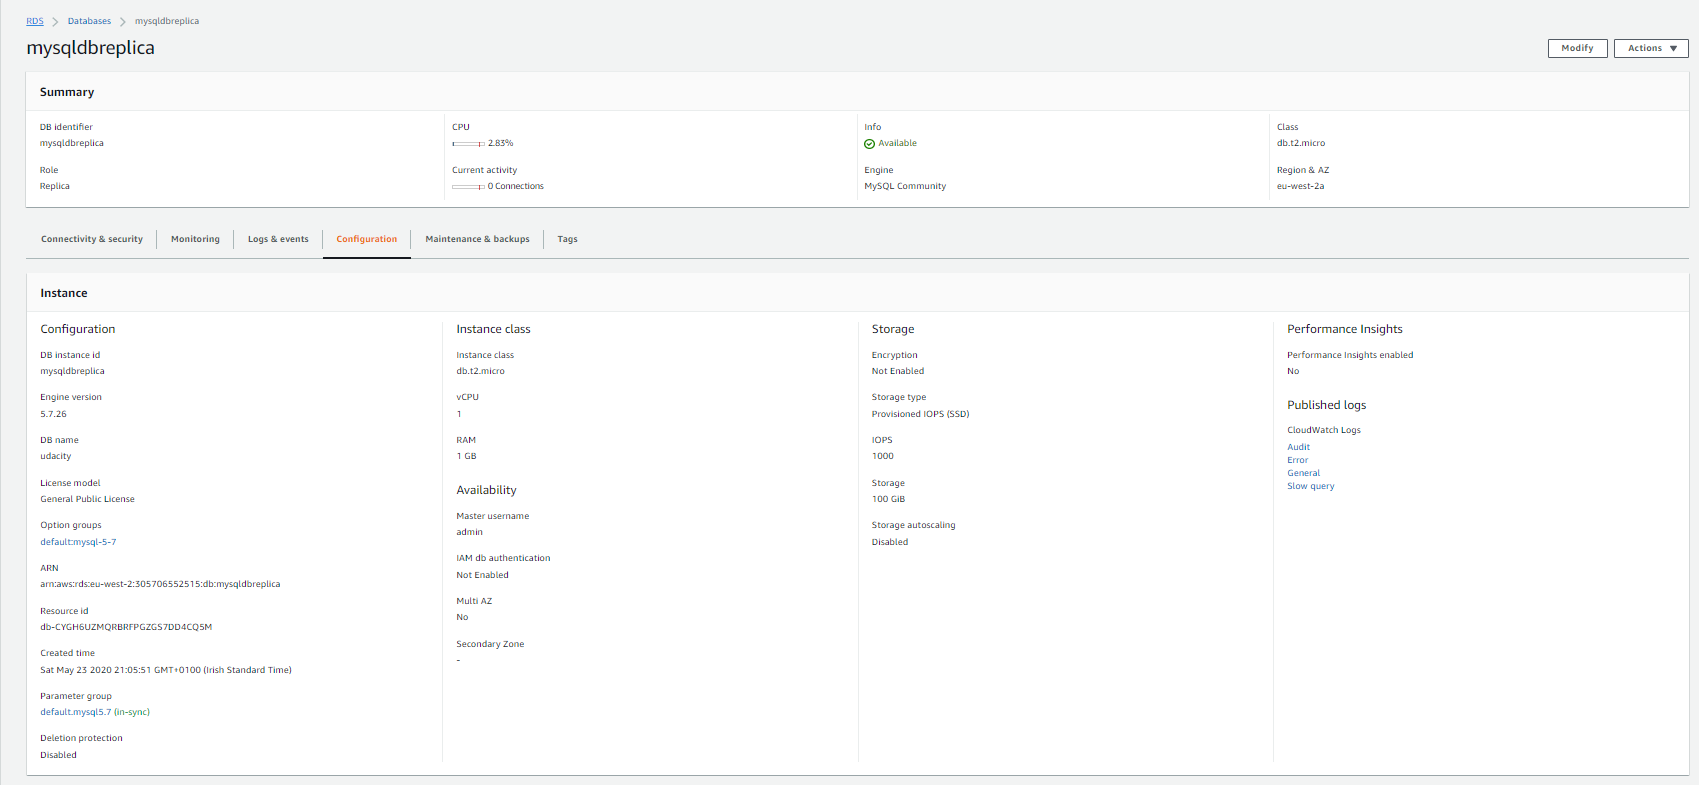 RDS > Databases > mysqldbreplica
mysqldbreplica
Modify
Actions ▼
Summary
DB identifier
mysqldbreplica
Role
Replica
CPU
2.83%
Current activity
0 Connections
Info
Available
Engine
MySQL Community
Class
db.t2.micro
Region & AZ
eu-west-2a
Connectivity & security
Monitoring
Logs & events
Configuration
Maintenance & backups
Tags
Instance
Configuration
DB instance id
mysqldbreplica
Engine version
5.7.26
DB name
udacity
License model
General Public License
Option groups
default:mysql-5-7
ARN
arn:aws:rds:eu-west-2:305706552515:db:mysqldbreplica
Resource id
db-CYGH6UZMQRBRFPGZGS7DD4CQ5M
Created time
Sat May 23 2020 21:05:51 GMT+0100 (Irish Standard Time)
Parameter group
default.mysql5.7 (in-sync)
Deletion protection
Disabled
Instance class
Instance class
db.t2.micro
vCPU
1
RAM
1 GB
Availability
Master username
admin
IAM db authentication
Not Enabled
Multi AZ
No
Secondary Zone
-
Storage
Encryption
Not Enabled
Storage type
Provisioned IOPS (SSD)
IOPS
1000
Storage
100 GiB
Storage autoscaling
Disabled
Performance Insights
Performance Insights enabled
No
Published logs
CloudWatch Logs
Audit
Error
General
Slow query